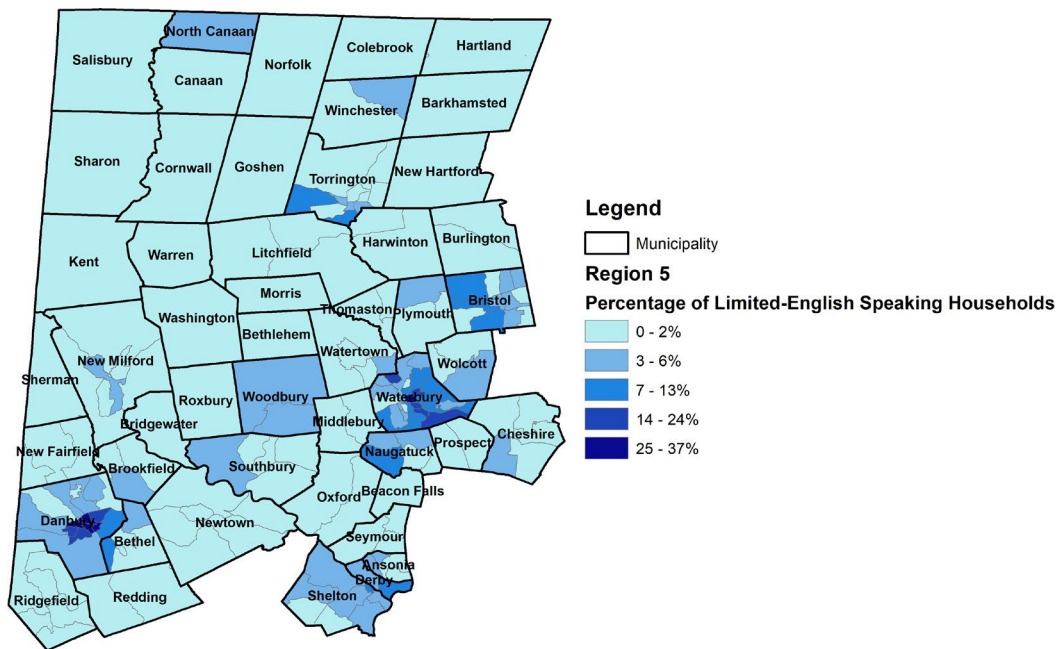 North Canaan
Colebrook
Hartland
Salisbury
Norfolk
Canaan
Winchester
Barkhamsted
Sharon
Cornwall
Goshen
Torrington
New Hartford
Kent
Warren
Litchfield
Harwinton
Burlington
Morris
Thomaston
Plymouth
Bristol
Washington
Bethlehem
Watertown
New Milford
Wolcott
Sherman
Roxbury
Woodbury
Waterbury
Bridgewater
Middlebury
Cheshire
New Fairfield
Brookfield
Southbury
Naugatuck
Prospect
Oxford
Beacon Falls
Danbury
Newtown
Bethel
Seymour
Ansonia
Derby
Ridgefield
Redding
Shelton
Legend
Municipality
Region 5
Percentage of Limited-English Speaking Households
0 - 2%
3 - 6%
7 - 13%
14 - 24%
25 - 37%